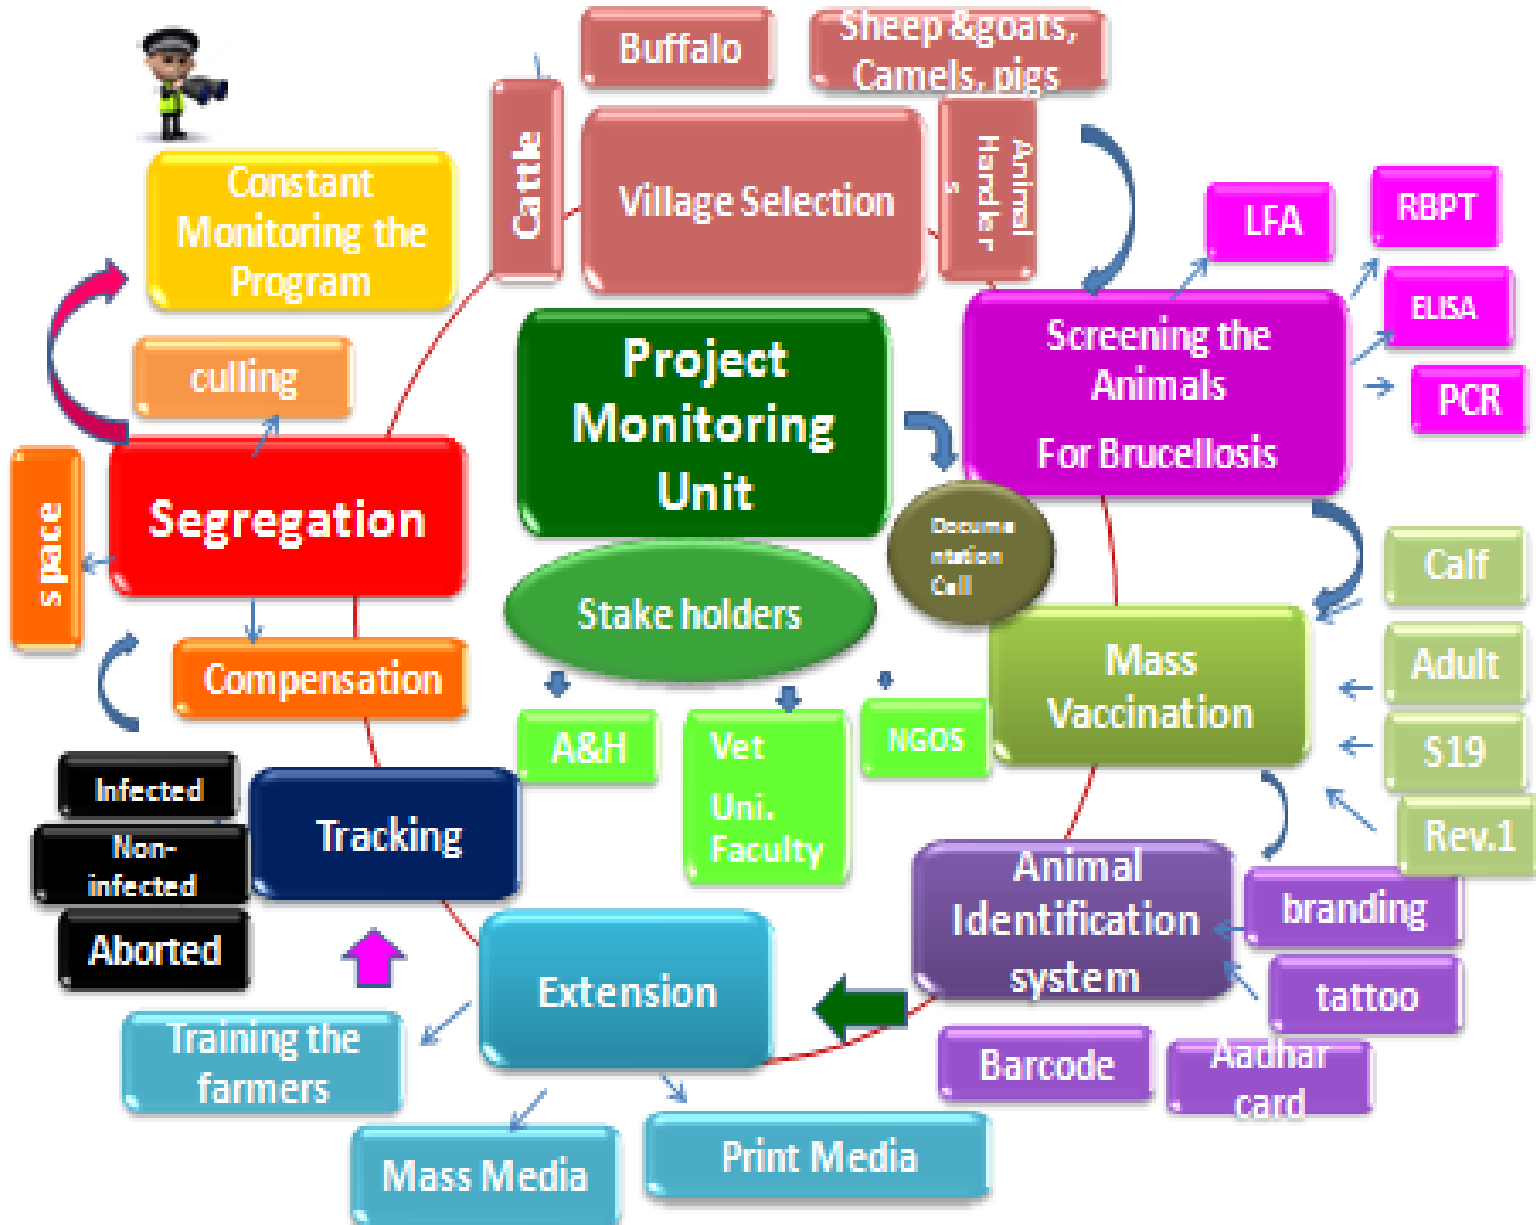 Buffalo
Sheep &goats,
Camels, pigs
Cattle
Village Selection
Animal
Handler
s
Constant
Monitoring the
Program
LFA
RBPT
ELISA
PCR
Screening the
Animals
For Brucellosis
Project
Monitoring
Unit
culling
Segregation
space
Compensation
Docume
ntation
Cell
Stake holders
A&H
Vet
Uni.
Faculty
NGOS
Mass
Vaccination
Calf
Adult
S19
Rev.1
Infected
Non-
infected
Aborted
Tracking
Animal
Identification
system
branding
tattoo
Barcode
Aadhar
card
Extension
Training the
farmers
Mass Media
Print Media